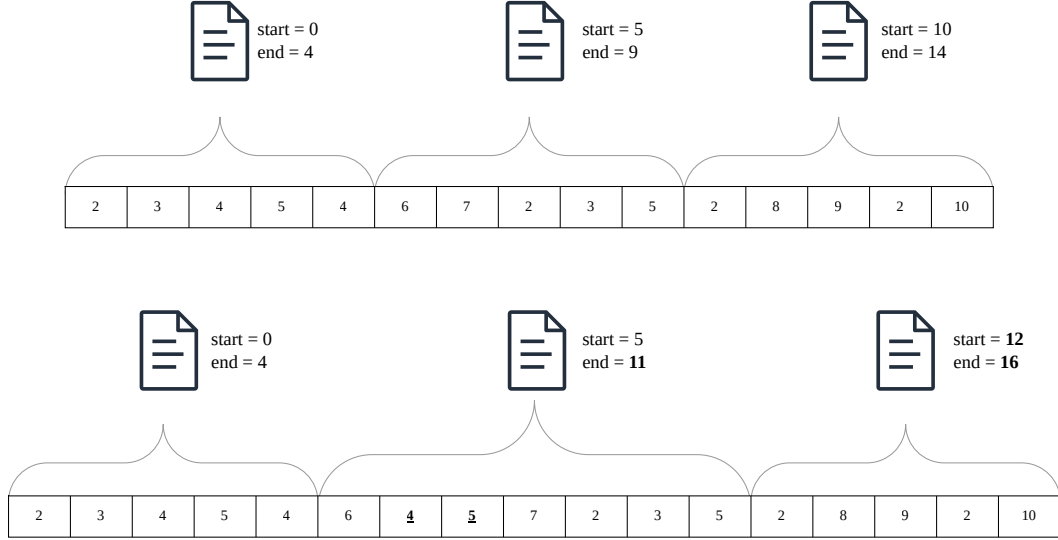 start = 0
end = 4
start = 5
end = 9
start = 10
end = 14
2 3 4 5 4 6 7 2 3 5 2 8 9 2 10
start = 0
end = 4
start = 5
end = 11
start = 12
end = 16
2 3 4 5 4 6 4 5 7 2 3 5 2 8 9 2 10